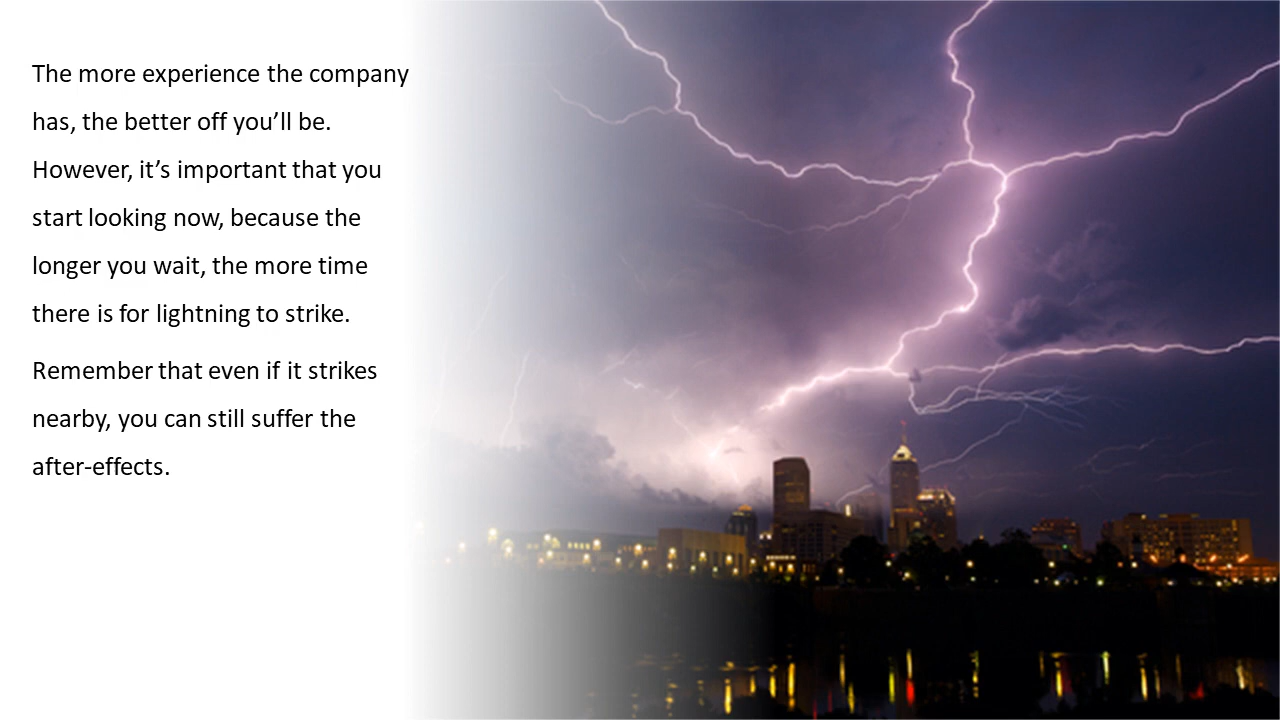 The more experience the company
has, the better off you’ll be.
However, it’s important that you
start looking now, because the
longer you wait, the more time
there is for lightning to strike.
Remember that even if it strikes
nearby, you can still suffer the
after-effects.